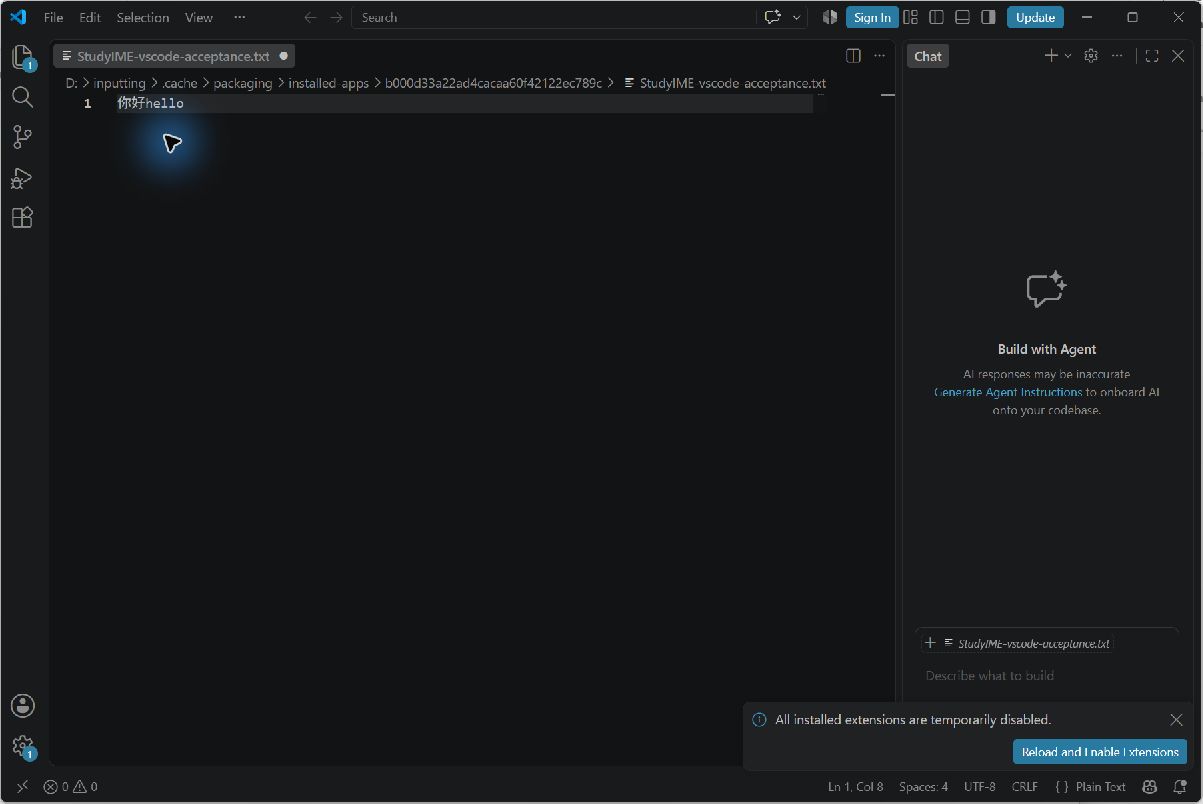 File Edit Selection View ··· Search Sign In Update
StudyIME-vscode-acceptance.txt
D: > inputting > .cache > packaging > installed-apps > b000d33a22ad4cacaa60f42122ec789c > StudyIME-vscode-acceptance.txt
1 你好hello
Chat
Build with Agent
AI responses may be inaccurate
Generate Agent Instructions to onboard AI
onto your codebase.
StudyIME-vscode-acceptance.txt
Describe what to build
All installed extensions are temporarily disabled.
Reload and Enable Extensions
1
1
0 0 Ln 1, Col 8 Spaces: 4 UTF-8 CRLF { } Plain Text